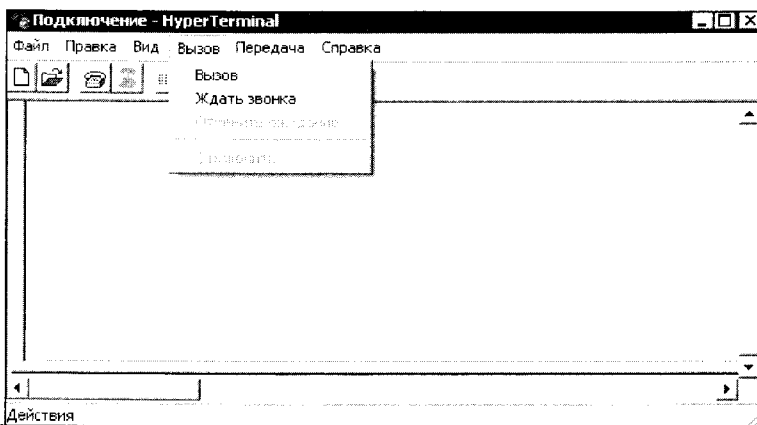 Подключение - HyperTerminal
Файл Правка Вид Вызов Передача Справка
Вызов
Ждать звонка
Действия